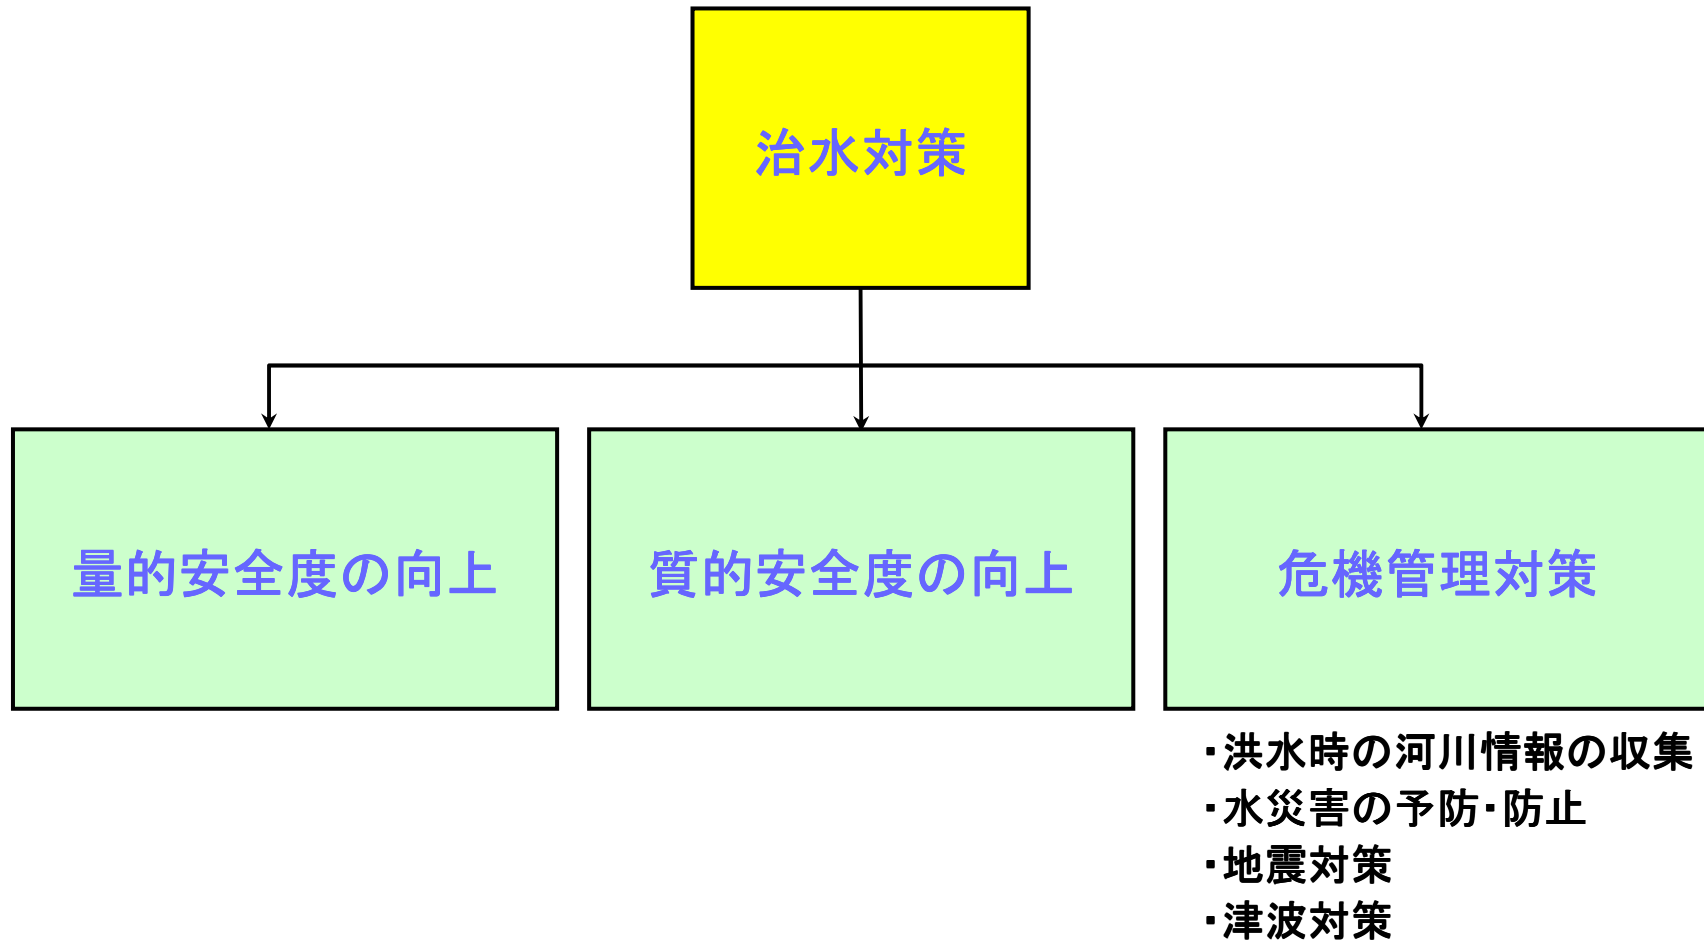 治水対策
量的安全度の向上
質的安全度の向上
危機管理対策
・洪水時の河川情報の収集
・水災害の予防・防止
・地震対策
・津波対策